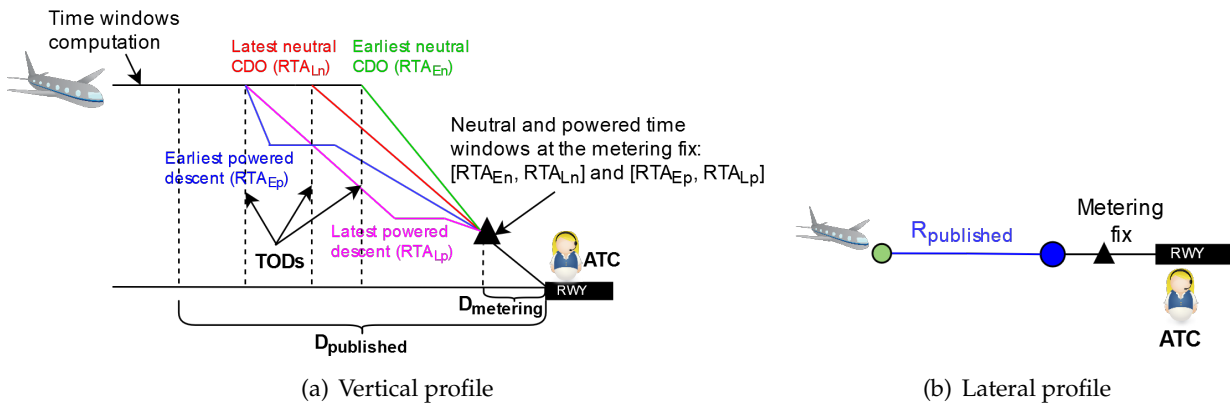 Time windows
computation
Latest neutral
CDO (RTA_Ln)
Earliest neutral
CDO (RTA_En)
Neutral and powered time
windows at the metering fix:
[RTA_En, RTA_Ln] and [RTA_Ep, RTA_Lp]
Earliest powered
descent (RTA_Ep)
Latest powered
descent (RTA_Lp)
TODs
ATC
RWY
D_metering
D_published
(a) Vertical profile
R_published
Metering
fix
RWY
ATC
(b) Lateral profile